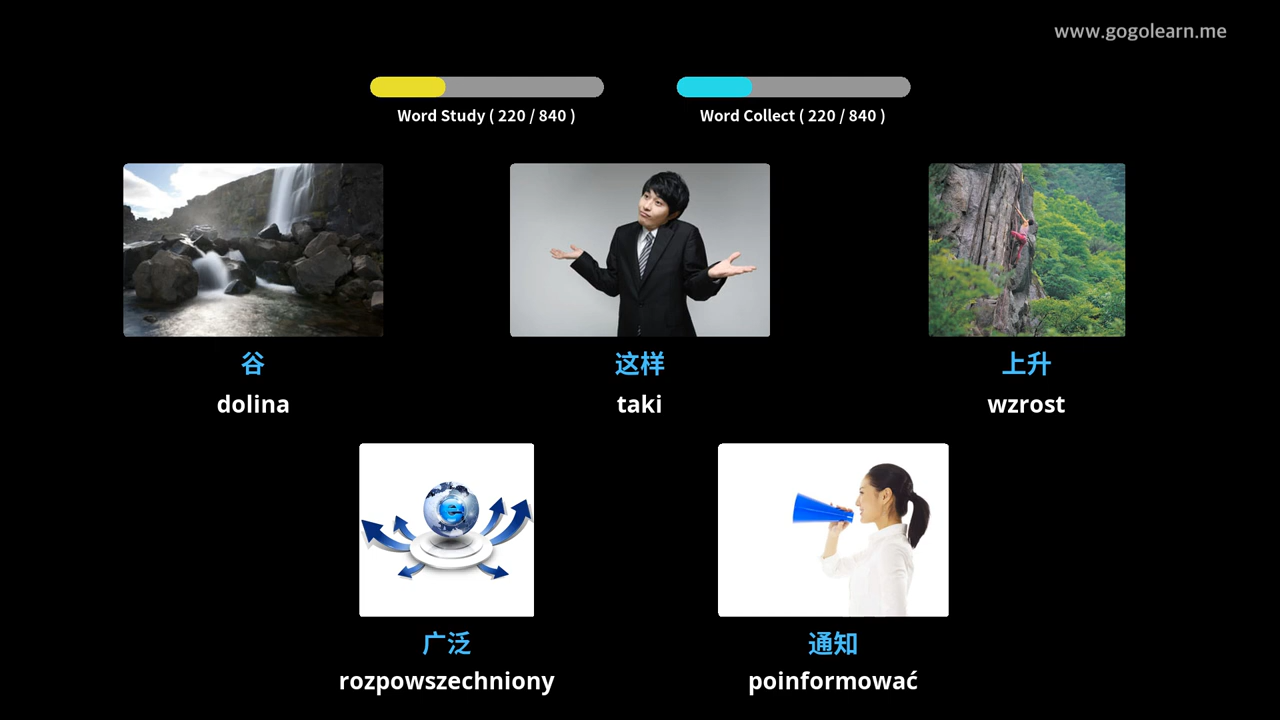 www.gogolearn.me
Word Study ( 220 / 840 )
Word Collect ( 220 / 840 )
谷
dolina
这样
taki
上升
wzrost
e
广泛
rozpowszechniony
通知
poinformować